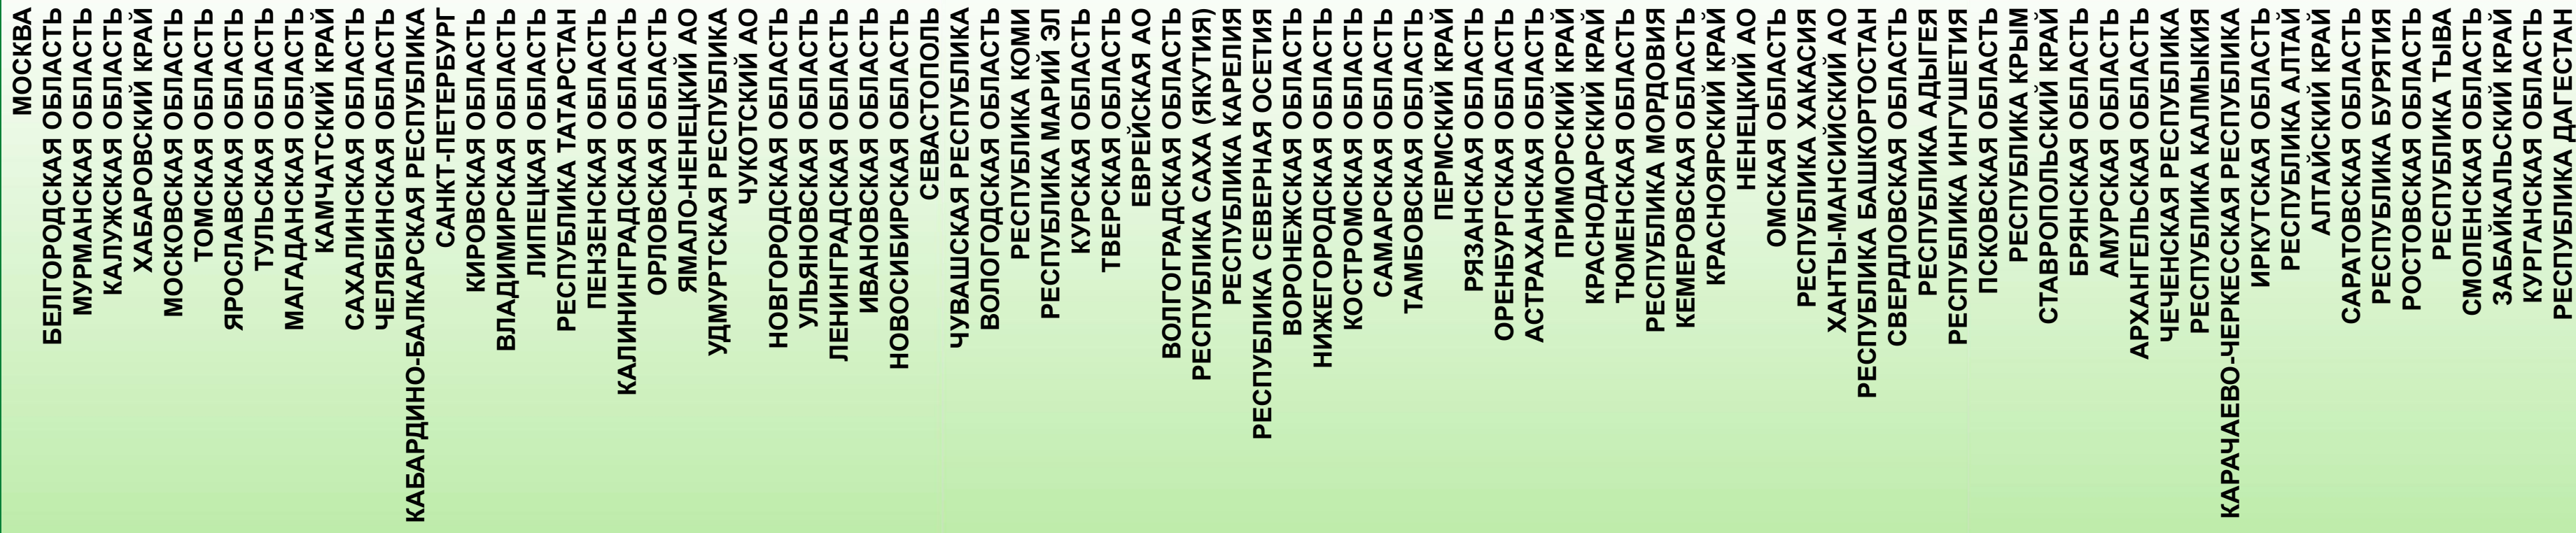 МОСКВА
БЕЛГОРОДСКАЯ ОБЛАСТЬ
МУРМАНСКАЯ ОБЛАСТЬ
КАЛУЖСКАЯ ОБЛАСТЬ
ХАБАРОВСКИЙ КРАЙ
МОСКОВСКАЯ ОБЛАСТЬ
ТОМСКАЯ ОБЛАСТЬ
ЯРОСЛАВСКАЯ ОБЛАСТЬ
ТУЛЬСКАЯ ОБЛАСТЬ
МАГАДАНСКАЯ ОБЛАСТЬ
КАМЧАТСКИЙ КРАЙ
САХАЛИНСКАЯ ОБЛАСТЬ
ЧЕЛЯБИНСКАЯ ОБЛАСТЬ
КАБАРДИНО-БАЛКАРСКАЯ РЕСПУБЛИКА
САНКТ-ПЕТЕРБУРГ
КИРОВСКАЯ ОБЛАСТЬ
ВЛАДИМИРСКАЯ ОБЛАСТЬ
ЛИПЕЦКАЯ ОБЛАСТЬ
РЕСПУБЛИКА ТАТАРСТАН
ПЕНЗЕНСКАЯ ОБЛАСТЬ
КАЛИНИНГРАДСКАЯ ОБЛАСТЬ
ОРЛОВСКАЯ ОБЛАСТЬ
ЯМАЛО-НЕНЕЦКИЙ АО
УДМУРТСКАЯ РЕСПУБЛИКА
ЧУКОТСКИЙ АО
НОВГОРОДСКАЯ ОБЛАСТЬ
УЛЬЯНОВСКАЯ ОБЛАСТЬ
ЛЕНИНГРАДСКАЯ ОБЛАСТЬ
ИВАНОВСКАЯ ОБЛАСТЬ
НОВОСИБИРСКАЯ ОБЛАСТЬ
СЕВАСТОПОЛЬ
ЧУВАШСКАЯ РЕСПУБЛИКА
ВОЛОГОДСКАЯ ОБЛАСТЬ
РЕСПУБЛИКА КОМИ
РЕСПУБЛИКА МАРИЙ ЭЛ
КУРСКАЯ ОБЛАСТЬ
ТВЕРСКАЯ ОБЛАСТЬ
ЕВРЕЙСКАЯ АО
ВОЛГОГРАДСКАЯ ОБЛАСТЬ
РЕСПУБЛИКА САХА (ЯКУТИЯ)
РЕСПУБЛИКА КАРЕЛИЯ
РЕСПУБЛИКА СЕВЕРНАЯ ОСЕТИЯ
ВОРОНЕЖСКАЯ ОБЛАСТЬ
НИЖЕГОРОДСКАЯ ОБЛАСТЬ
КОСТРОМСКАЯ ОБЛАСТЬ
САМАРСКАЯ ОБЛАСТЬ
ТАМБОВСКАЯ ОБЛАСТЬ
ПЕРМСКИЙ КРАЙ
РЯЗАНСКАЯ ОБЛАСТЬ
ОРЕНБУРГСКАЯ ОБЛАСТЬ
АСТРАХАНСКАЯ ОБЛАСТЬ
ПРИМОРСКИЙ КРАЙ
КРАСНОДАРСКИЙ КРАЙ
ТЮМЕНСКАЯ ОБЛАСТЬ
РЕСПУБЛИКА МОРДОВИЯ
КЕМЕРОВСКАЯ ОБЛАСТЬ
КРАСНОЯРСКИЙ КРАЙ
НЕНЕЦКИЙ АО
ОМСКАЯ ОБЛАСТЬ
РЕСПУБЛИКА ХАКАСИЯ
ХАНТЫ-МАНСИЙСКИЙ АО
РЕСПУБЛИКА БАШКОРТОСТАН
СВЕРДЛОВСКАЯ ОБЛАСТЬ
РЕСПУБЛИКА АДЫГЕЯ
РЕСПУБЛИКА ИНГУШЕТИЯ
ПСКОВСКАЯ ОБЛАСТЬ
РЕСПУБЛИКА КРЫМ
СТАВРОПОЛЬСКИЙ КРАЙ
БРЯНСКАЯ ОБЛАСТЬ
АМУРСКАЯ ОБЛАСТЬ
АРХАНГЕЛЬСКАЯ ОБЛАСТЬ
ЧЕЧЕНСКАЯ РЕСПУБЛИКА
РЕСПУБЛИКА КАЛМЫКИЯ
КАРАЧАЕВО-ЧЕРКЕССКАЯ РЕСПУБЛИКА
ИРКУТСКАЯ ОБЛАСТЬ
РЕСПУБЛИКА АЛТАЙ
АЛТАЙСКИЙ КРАЙ
САРАТОВСКАЯ ОБЛАСТЬ
РЕСПУБЛИКА БУРЯТИЯ
РОСТОВСКАЯ ОБЛАСТЬ
РЕСПУБЛИКА ТЫВА
СМОЛЕНСКАЯ ОБЛАСТЬ
ЗАБАЙКАЛЬСКИЙ КРАЙ
КУРГАНСКАЯ ОБЛАСТЬ
РЕСПУБЛИКА ДАГЕСТАН